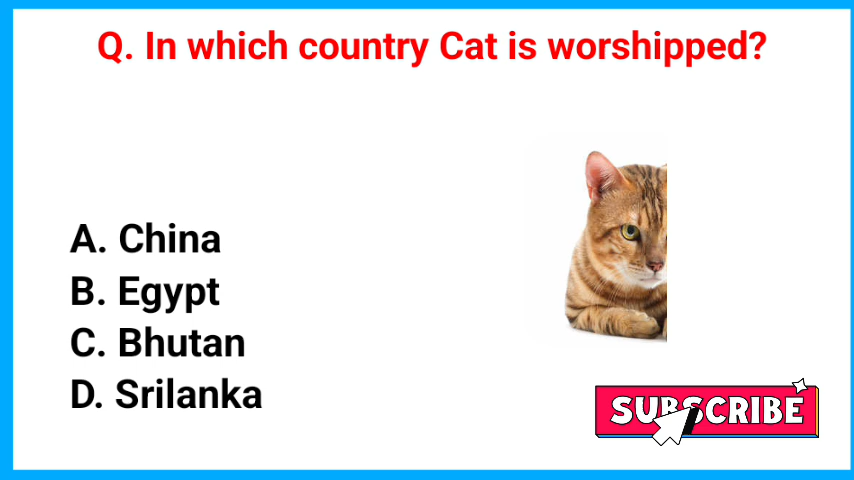 Q. In which country Cat is worshipped?
A. China
B. Egypt
C. Bhutan
D. Srilanka
SUBSCRIBE